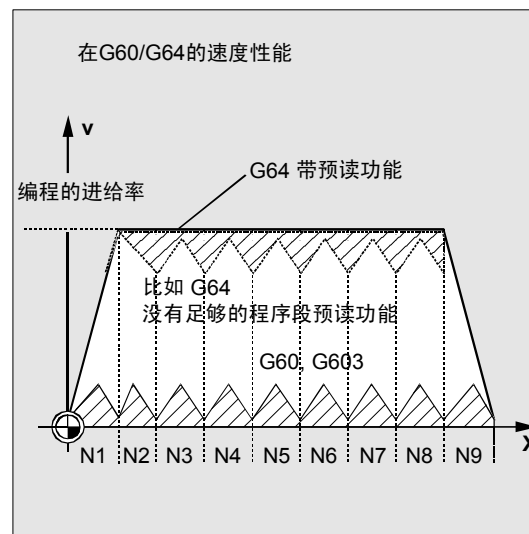 在G60/G64的速度性能
v
G64 带预读功能
编程的进给率
比如 G64
没有足够的程序段预读功能
G60, G603
N1 N2 N3 N4 N5 N6 N7 N8 N9
X